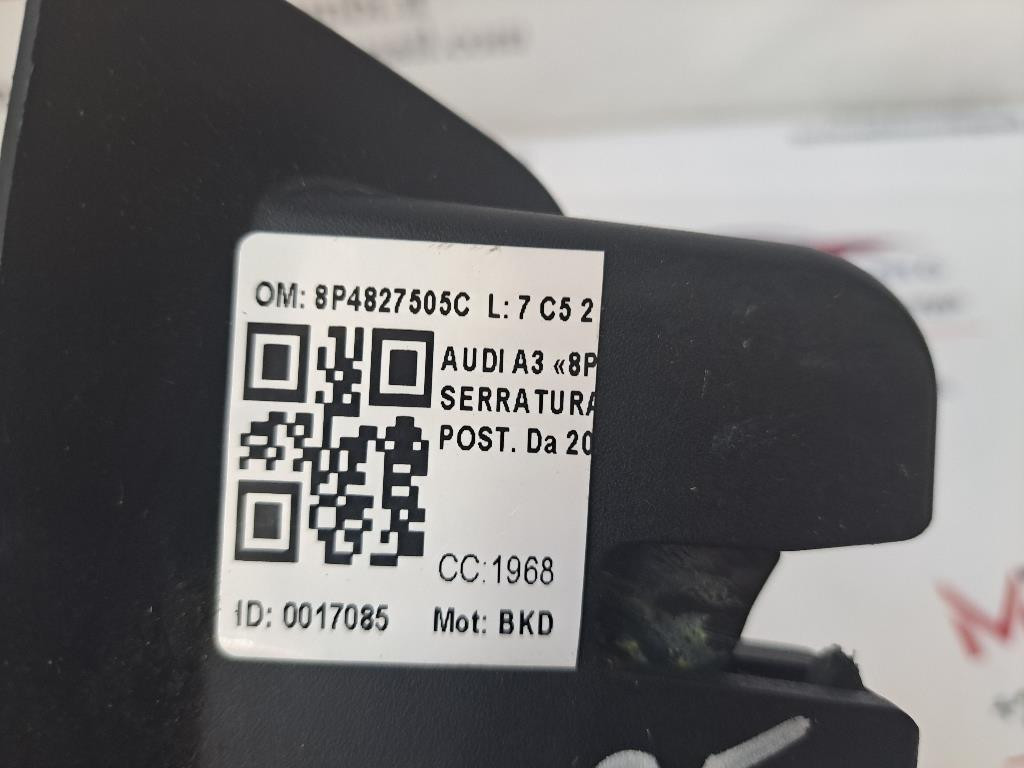 OM: 8P4827505C L: 7 C5 2
AUDI A3 «8P
SERRATURA
POST. Da 20
CC:1968
ID: 0017085 Mot: BKD